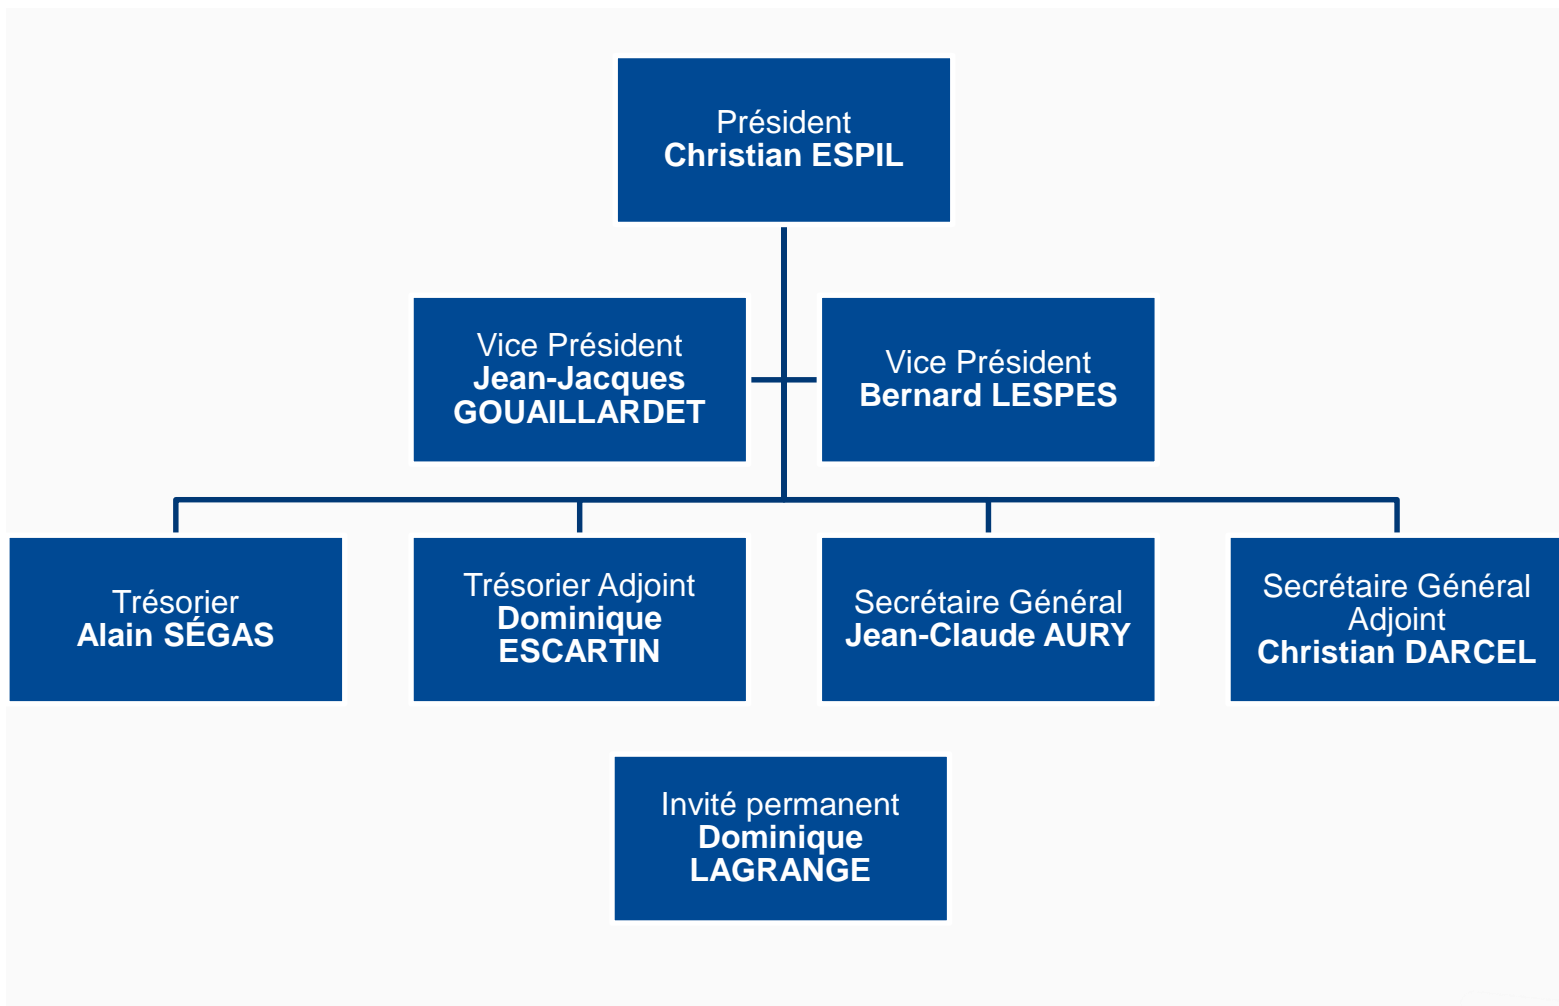 Président
Christian ESPIL
Vice Président
Jean-Jacques
GOUAILLARDET
Vice Président
Bernard LESPES
Trésorier
Alain SÉGAS
Trésorier Adjoint
Dominique
ESCARTIN
Secrétaire Général
Jean-Claude AURY
Secrétaire Général
Adjoint
Christian DARCEL
Invité permanent
Dominique
LAGRANGE